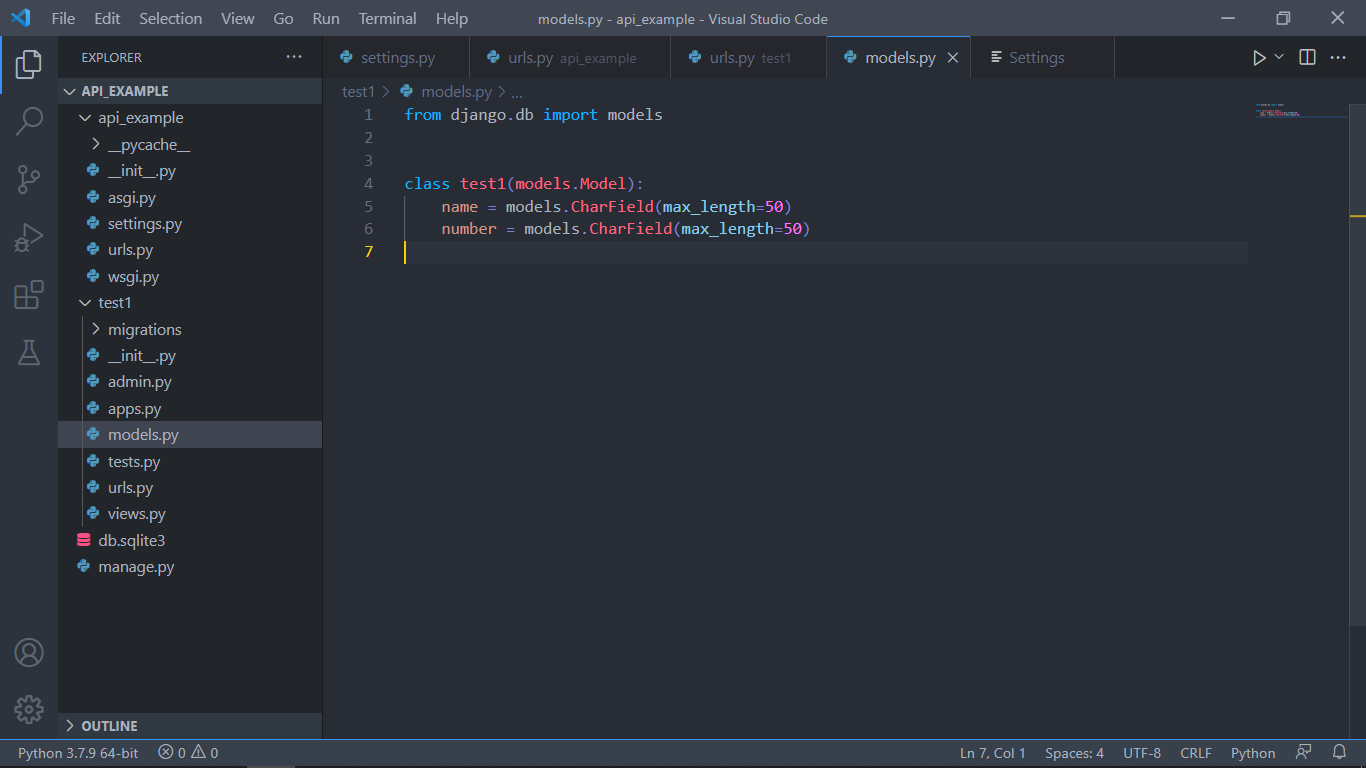 File Edit Selection View Go Run Terminal Help models.py - api_example - Visual Studio Code
EXPLORER
API_EXAMPLE
api_example
__pycache__
__init__.py
asgi.py
settings.py
urls.py
wsgi.py
test1
migrations
__init__.py
admin.py
apps.py
models.py
tests.py
urls.py
views.py
db.sqlite3
manage.py
OUTLINE
settings.py urls.py api_example urls.py test1 models.py Settings
test1 > models.py > ...
1 from django.db import models
2
3
4 class test1(models.Model):
5 name = models.CharField(max_length=50)
6 number = models.CharField(max_length=50)
7
Python 3.7.9 64-bit 0 0 Ln 7, Col 1 Spaces: 4 UTF-8 CRLF Python